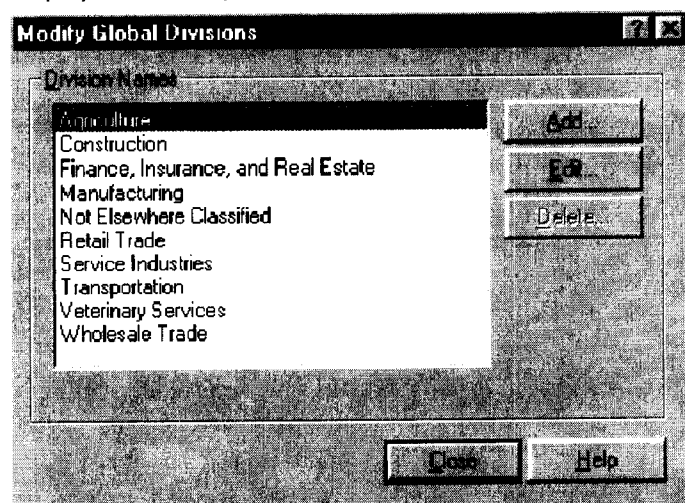 Modify Global Divisions
Division Names
Agriculture
Construction
Finance, Insurance, and Real Estate
Manufacturing
Not Elsewhere Classified
Retail Trade
Service Industries
Transportation
Veterinary Services
Wholesale Trade
Add...
Edit...
Delete...
Close
Help